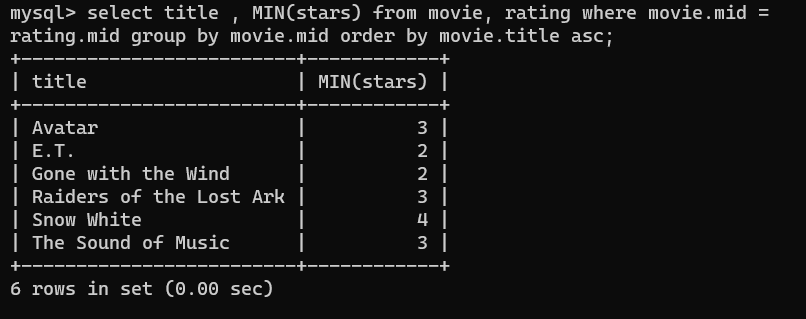 mysql> select title , MIN(stars) from movie, rating where movie.mid =
rating.mid group by movie.mid order by movie.title asc;
+-------------------------+------------+
| title                   | MIN(stars) |
+-------------------------+------------+
| Avatar                  |          3 |
| E.T.                    |          2 |
| Gone with the Wind      |          2 |
| Raiders of the Lost Ark |          3 |
| Snow White              |          4 |
| The Sound of Music      |          3 |
+-------------------------+------------+
6 rows in set (0.00 sec)